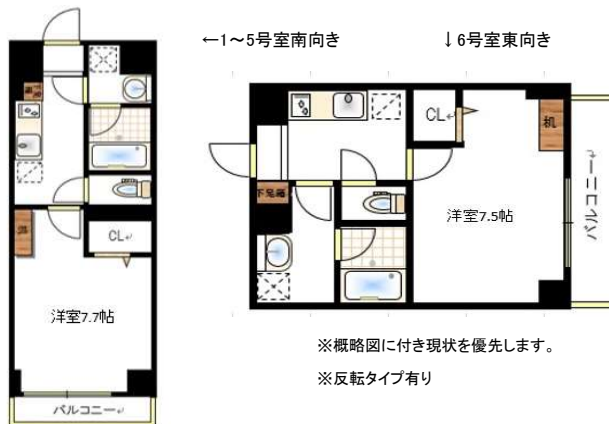 ←1～5号室南向き
↓6号室東向き
CL
洋室7.7帖
バルコニー
CL
机
下足箱
洋室7.5帖
バルコニー
※概略図に付き現状を優先します。
※反転タイプ有り